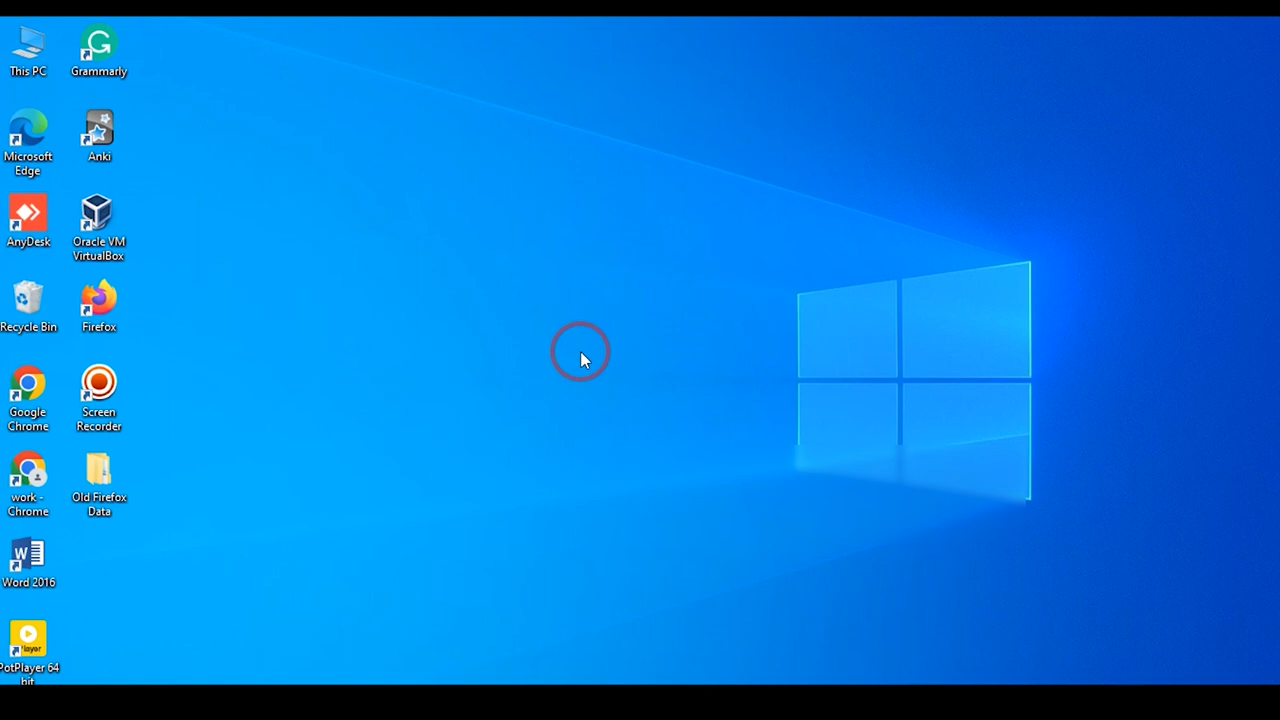 This PC
Grammarly
Microsoft
Edge
Anki
AnyDesk
Oracle VM
VirtualBox
Recycle Bin
Firefox
Google
Chrome
Screen
Recorder
work -
Chrome
Old Firefox
Data
W
Word 2016
Player
PotPlayer 64
bit